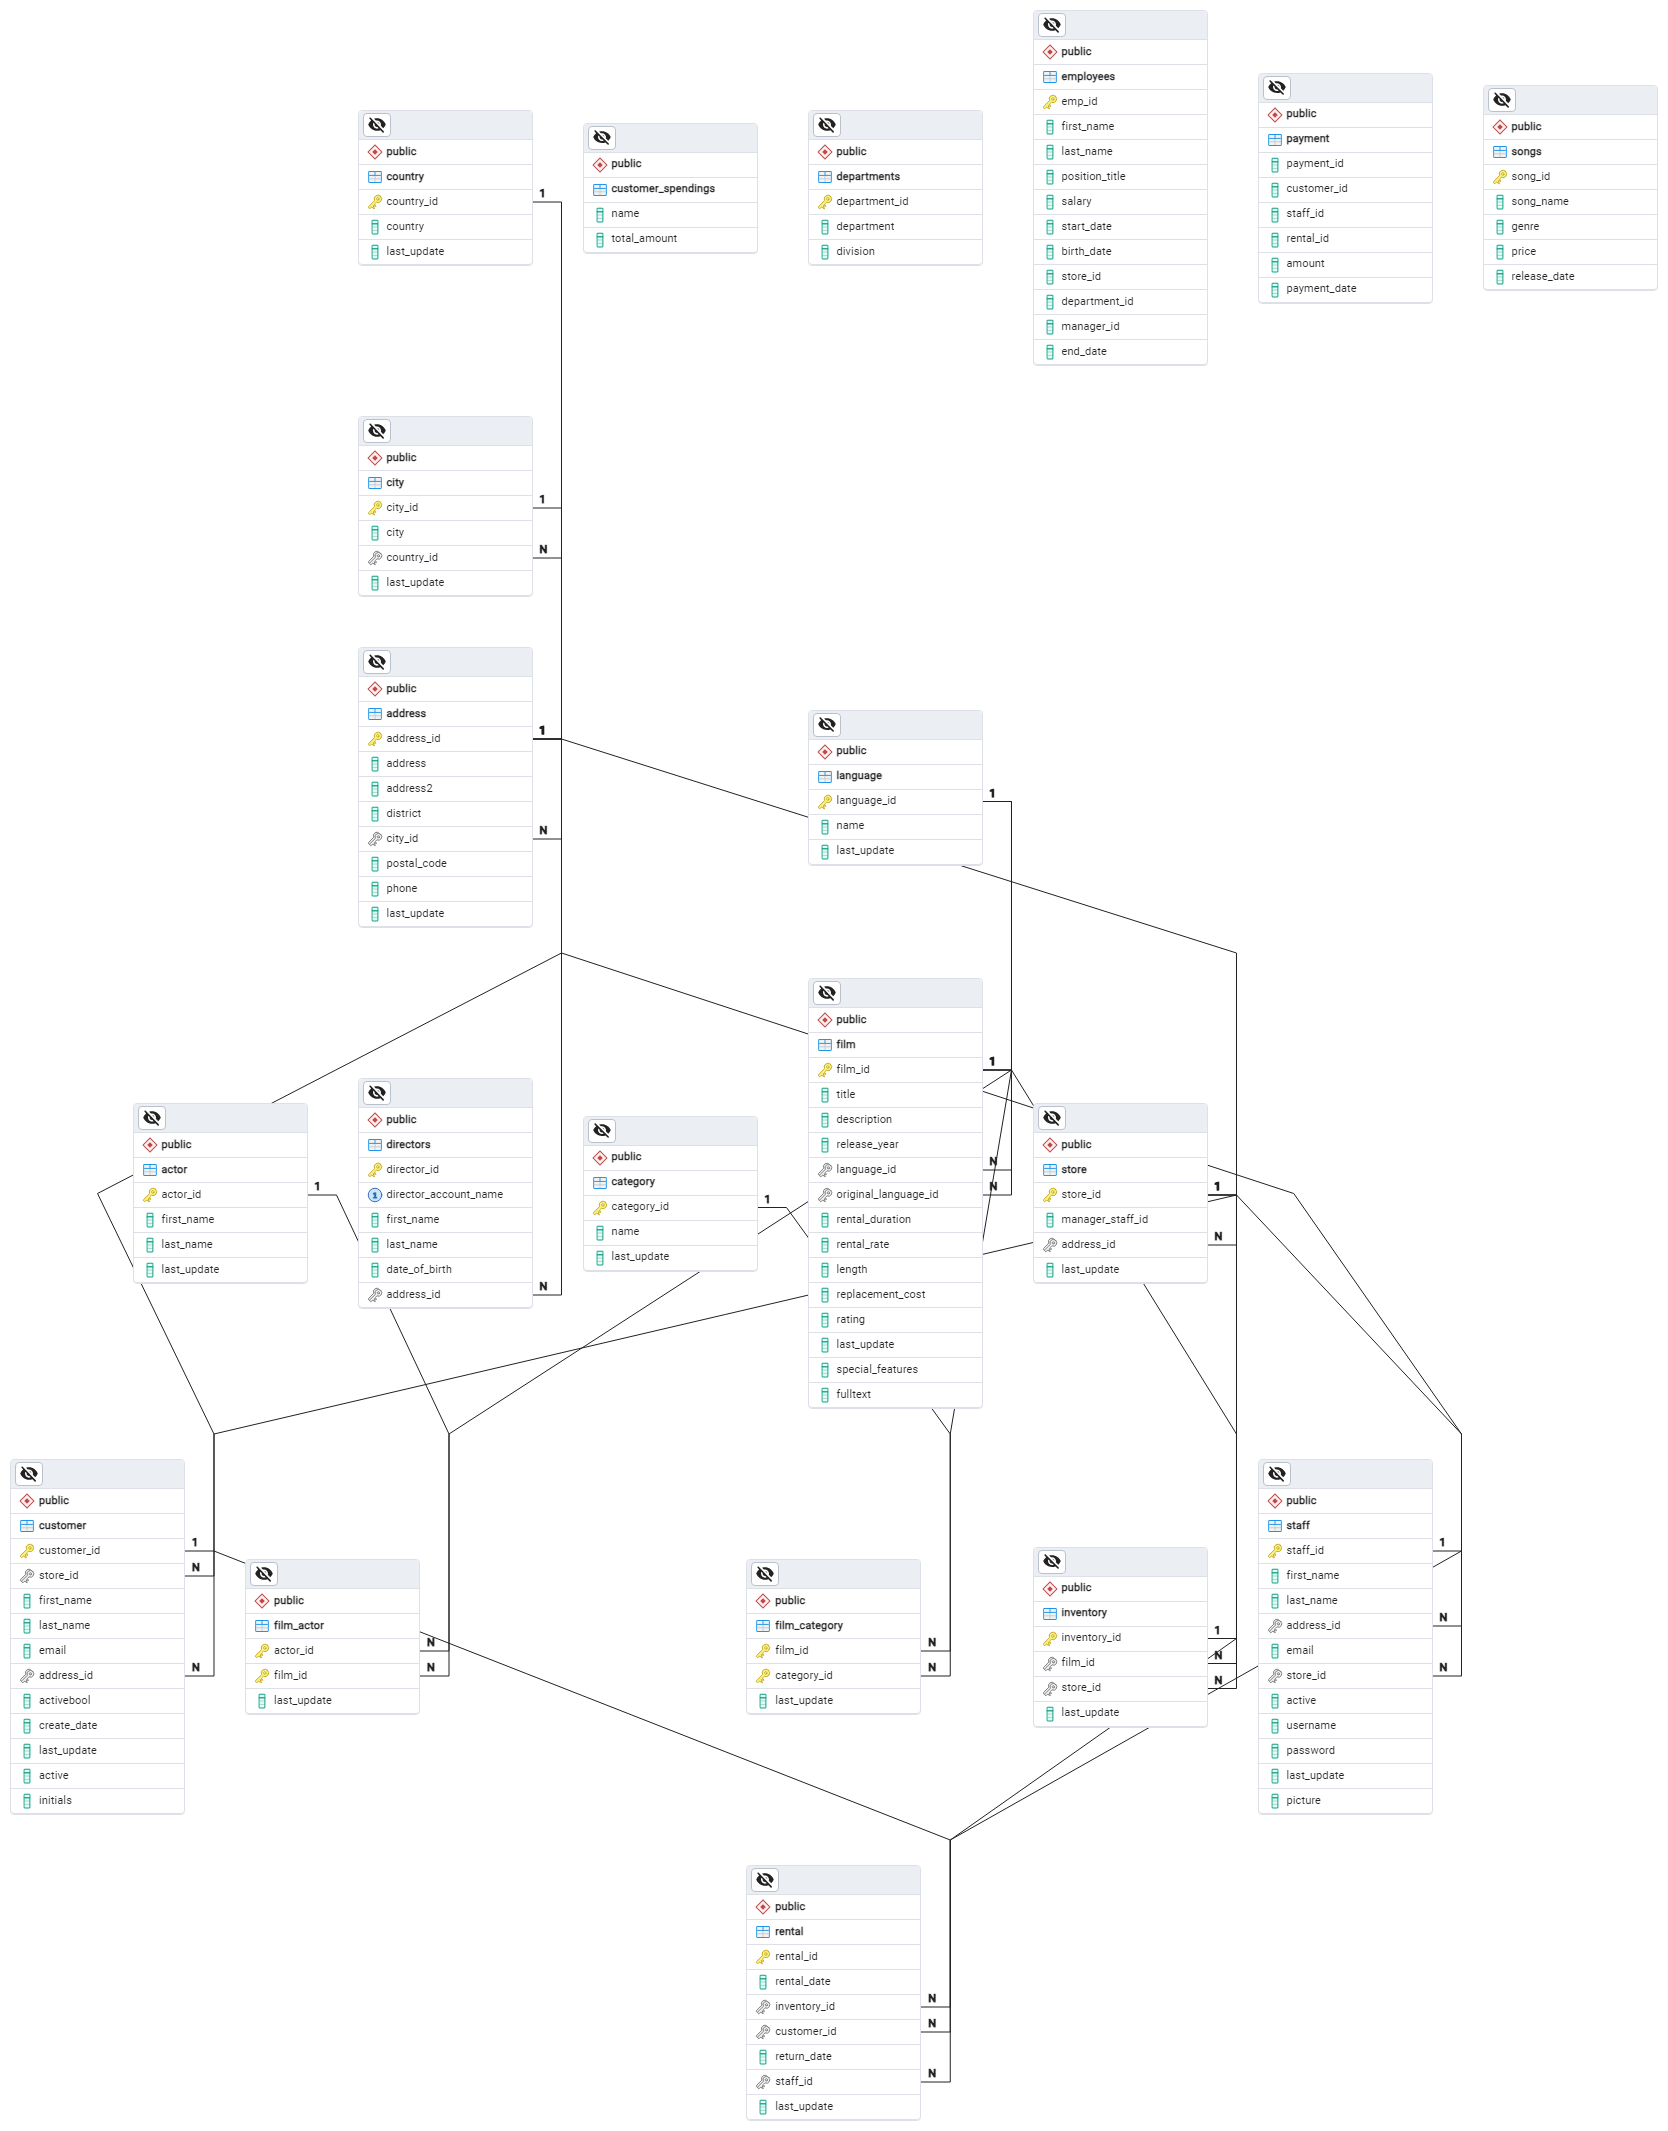 public
employees
emp_id
first_name
last_name
position_title
salary
start_date
birth_date
store_id
department_id
manager_id
end_date
public
payment
payment_id
customer_id
staff_id
rental_id
amount
payment_date
public
songs
song_id
song_name
genre
price
release_date
public
country
country_id
country
last_update
1
public
customer_spendings
name
total_amount
public
departments
department_id
department
division
public
city
city_id
city
country_id
last_update
1
N
public
address
address_id
address
address2
district
city_id
postal_code
phone
last_update
1
N
public
language
language_id
name
last_update
1
public
film
film_id
title
description
release_year
language_id
original_language_id
rental_duration
rental_rate
length
replacement_cost
rating
last_update
special_features
fulltext
1
N
N
public
actor
actor_id
first_name
last_name
last_update
1
public
directors
director_id
1
director_account_name
first_name
last_name
date_of_birth
address_id
N
public
category
category_id
name
last_update
1
public
store
store_id
manager_staff_id
address_id
last_update
1
N
public
customer
customer_id
store_id
first_name
last_name
email
address_id
activebool
create_date
last_update
active
initials
1
N
N
public
film_actor
actor_id
film_id
last_update
N
N
public
film_category
film_id
category_id
last_update
N
N
public
inventory
inventory_id
film_id
store_id
last_update
1
N
N
public
staff
staff_id
first_name
last_name
address_id
email
store_id
active
username
password
last_update
picture
1
N
N
public
rental
rental_id
rental_date
inventory_id
customer_id
return_date
staff_id
last_update
N
N
N